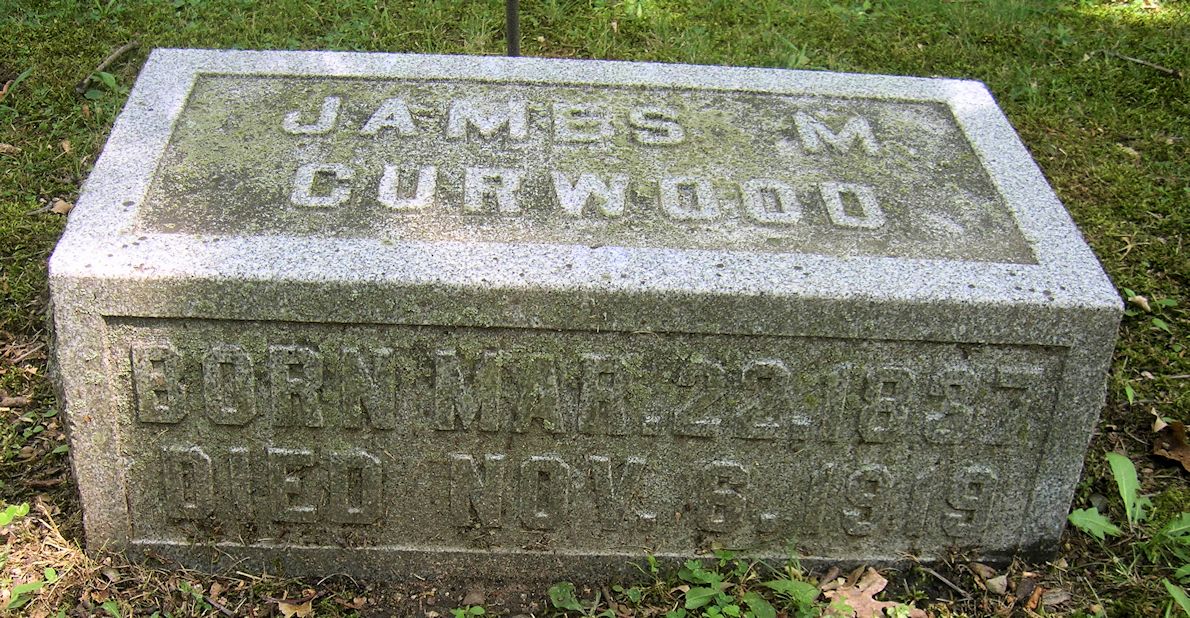 JAMES M
CURWOOD
BORN MAR. 22, 1837
DIED NOV. 6, 1919